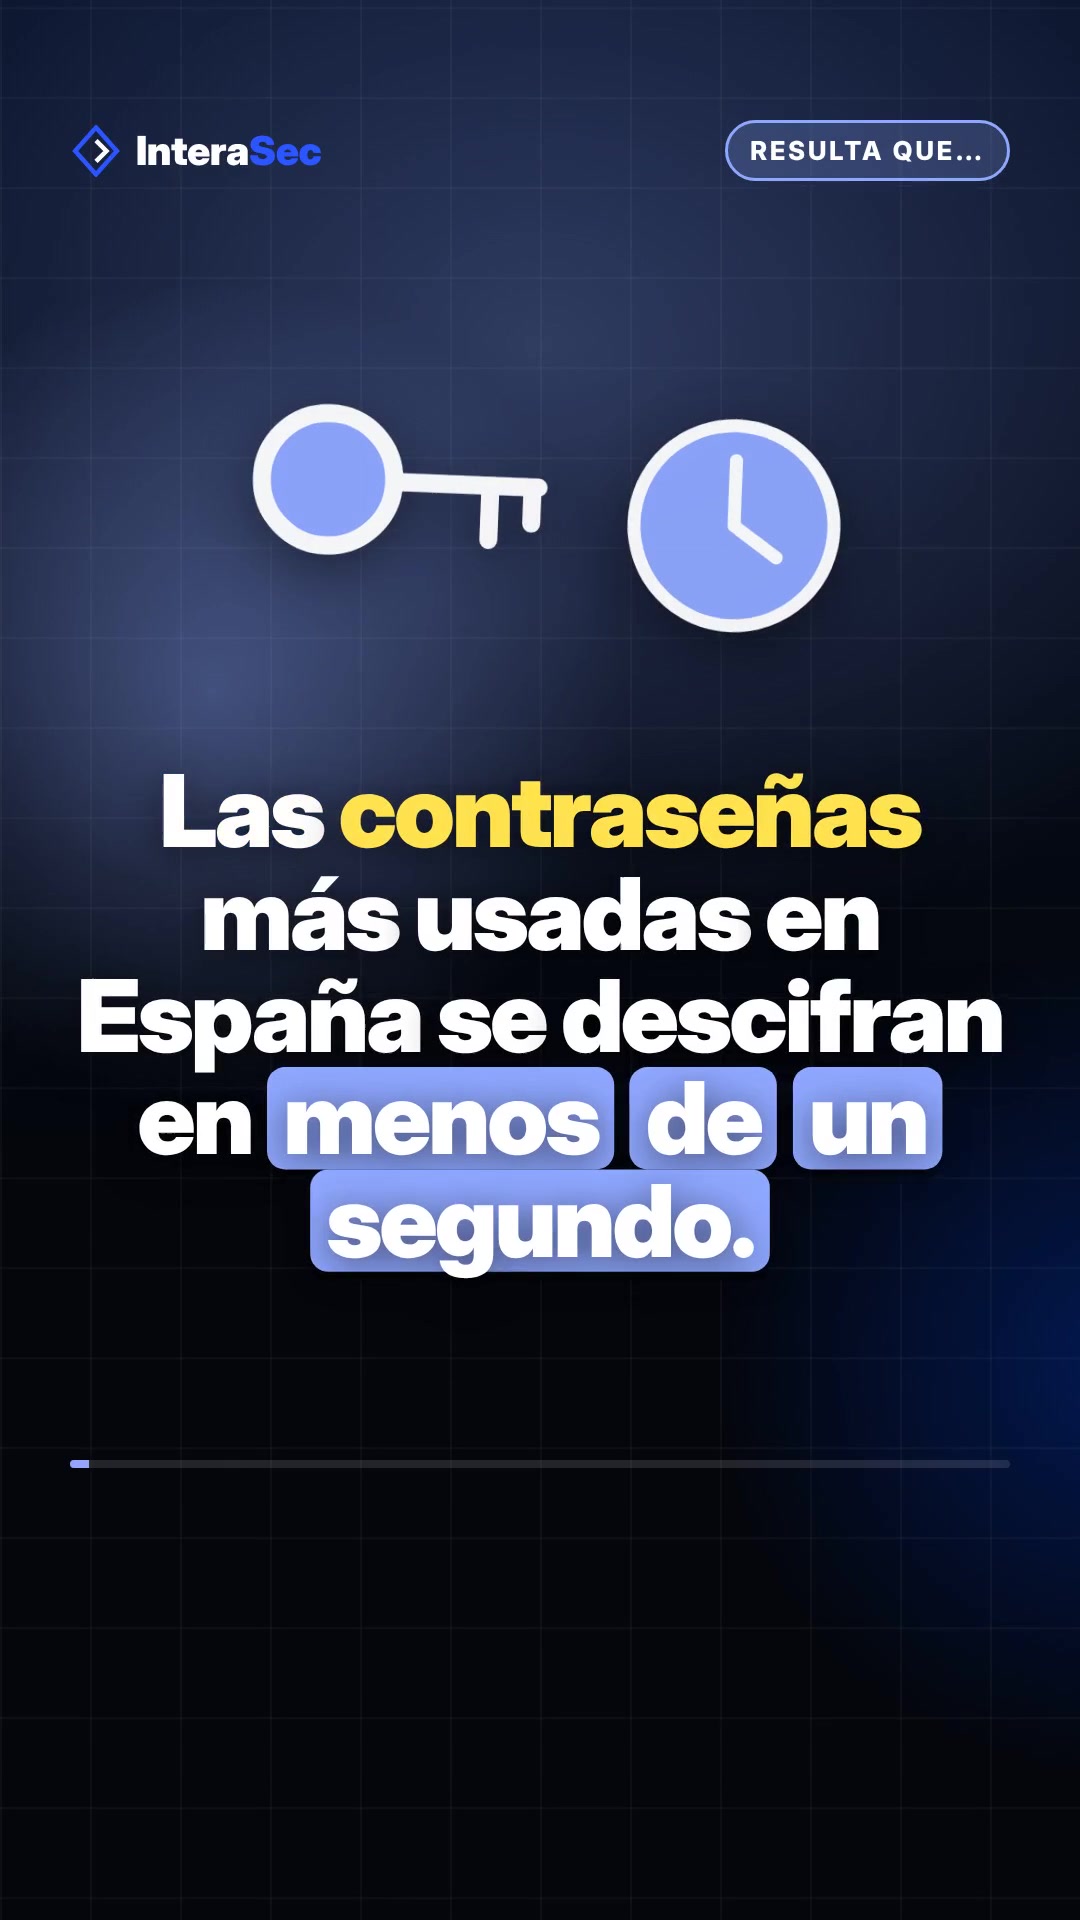 InteraSec
RESULTA QUE...
Las contraseñas
más usadas en
España se descifran
en menos de un
segundo.